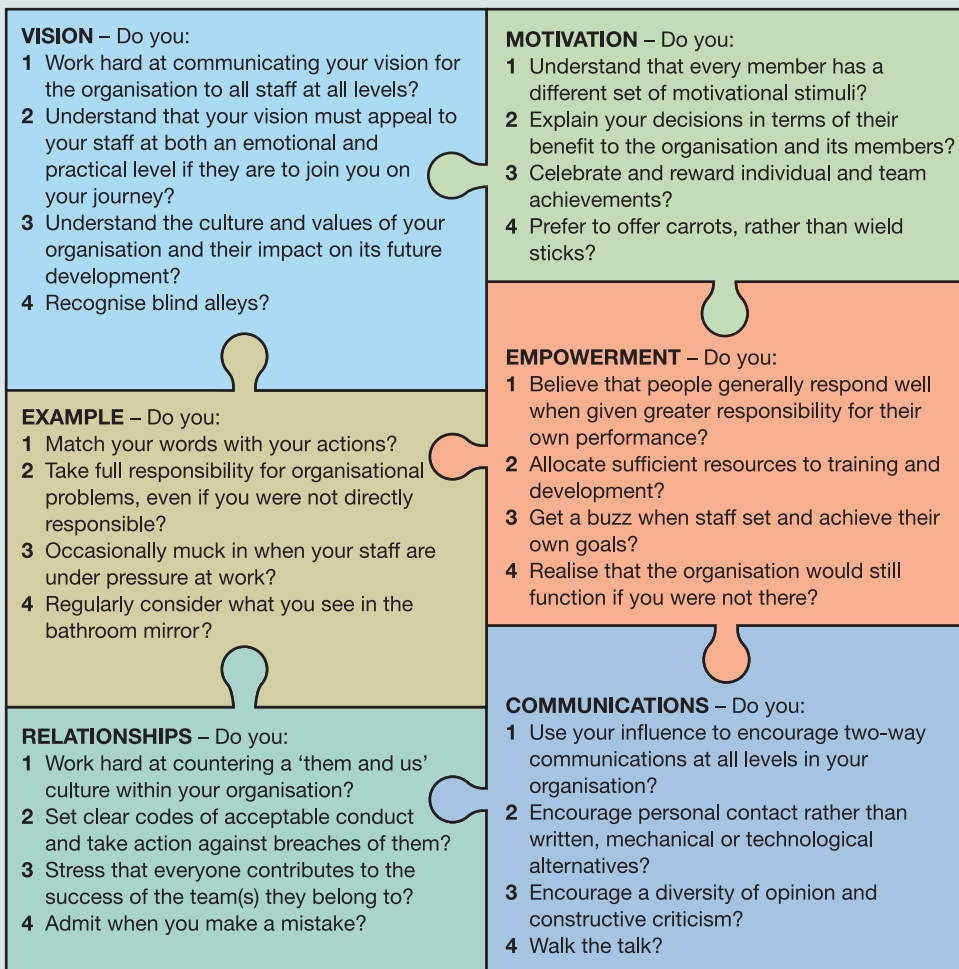 VISION – Do you:
1 Work hard at communicating your vision for
the organisation to all staff at all levels?
2 Understand that your vision must appeal to
your staff at both an emotional and
practical level if they are to join you on
your journey?
3 Understand the culture and values of your
organisation and their impact on its future
development?
4 Recognise blind alleys?
MOTIVATION – Do you:
1 Understand that every member has a
different set of motivational stimuli?
2 Explain your decisions in terms of their
benefit to the organisation and its members?
3 Celebrate and reward individual and team
achievements?
4 Prefer to offer carrots, rather than wield
sticks?
EXAMPLE – Do you:
1 Match your words with your actions?
2 Take full responsibility for organisational
problems, even if you were not directly
responsible?
3 Occasionally muck in when your staff are
under pressure at work?
4 Regularly consider what you see in the
bathroom mirror?
EMPOWERMENT – Do you:
1 Believe that people generally respond well
when given greater responsibility for their
own performance?
2 Allocate sufficient resources to training and
development?
3 Get a buzz when staff set and achieve their
own goals?
4 Realise that the organisation would still
function if you were not there?
RELATIONSHIPS – Do you:
1 Work hard at countering a ‘them and us’
culture within your organisation?
2 Set clear codes of acceptable conduct
and take action against breaches of them?
3 Stress that everyone contributes to the
success of the team(s) they belong to?
4 Admit when you make a mistake?
COMMUNICATIONS – Do you:
1 Use your influence to encourage two-way
communications at all levels in your
organisation?
2 Encourage personal contact rather than
written, mechanical or technological
alternatives?
3 Encourage a diversity of opinion and
constructive criticism?
4 Walk the talk?